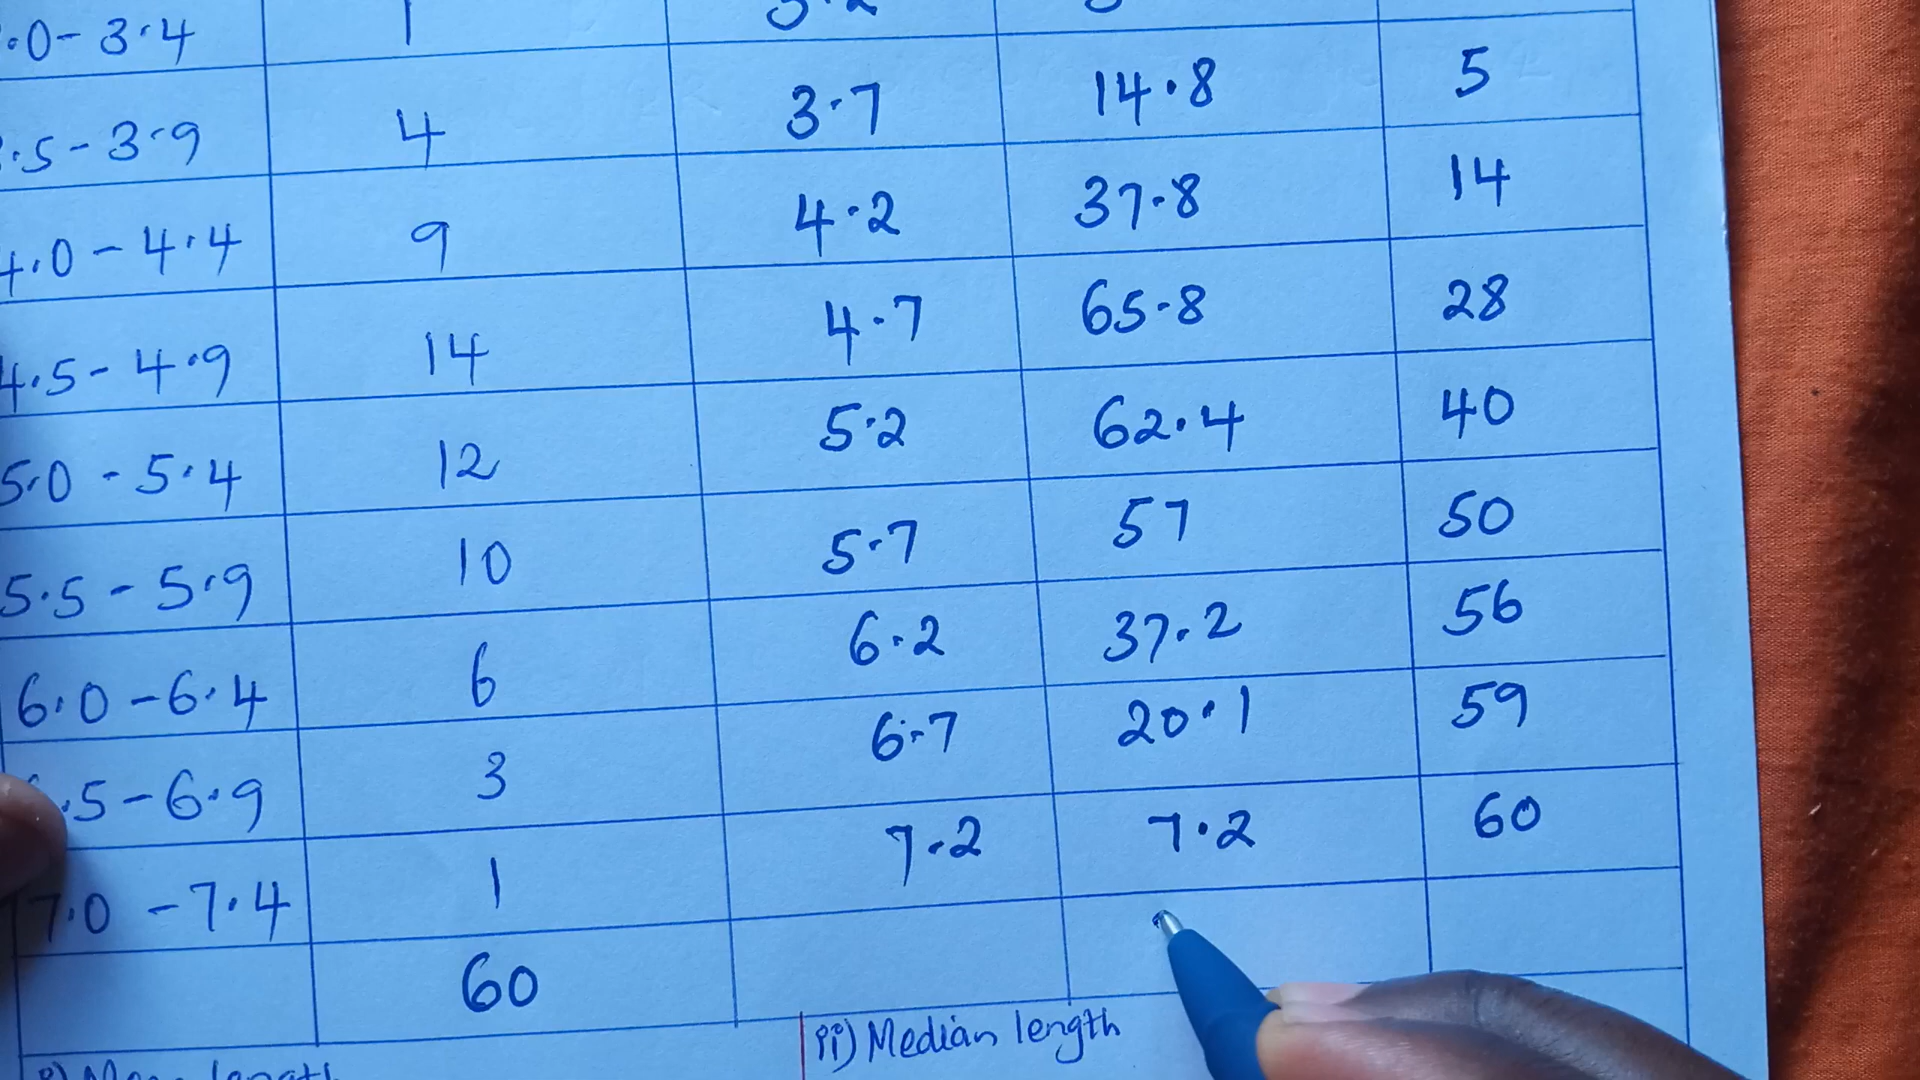 .0 - 3.4 1
.5 - 3.9 4 3.7 14.8 5
4.0 - 4.4 9 4.2 37.8 14
4.5 - 4.9 14 4.7 65.8 28
5.0 - 5.4 12 5.2 62.4 40
5.5 - 5.9 10 5.7 57 50
6.0 - 6.4 6 6.2 37.2 56
.5 - 6.9 3 6.7 20.1 59
7.0 - 7.4 1 7.2 7.2 60
60
ii) Median length